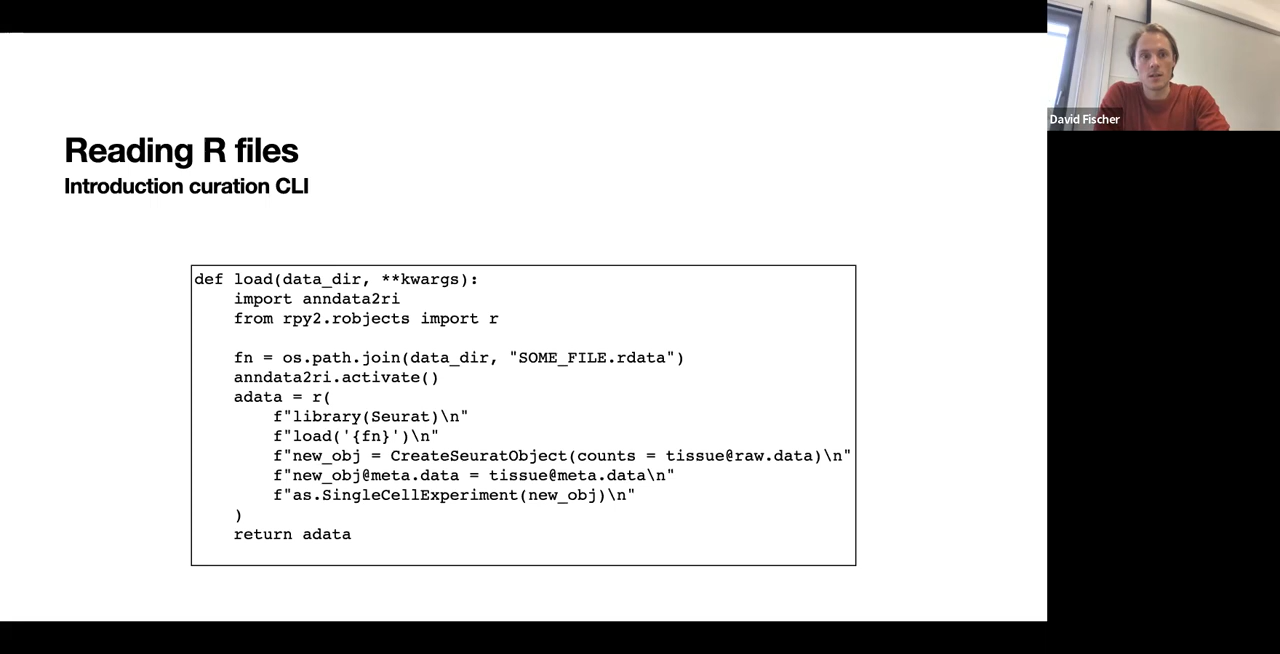 Reading R files
Introduction curation CLI
def load(data_dir, **kwargs):
    import anndata2ri
    from rpy2.robjects import r

    fn = os.path.join(data_dir, "SOME_FILE.rdata")
    anndata2ri.activate()
    adata = r(
        f"library(Seurat)\n"
        f"load('{fn}')\n"
        f"new_obj = CreateSeuratObject(counts = tissue@raw.data)\n"
        f"new_obj@meta.data = tissue@meta.data\n"
        f"as.SingleCellExperiment(new_obj)\n"
    )
    return adata
David Fischer